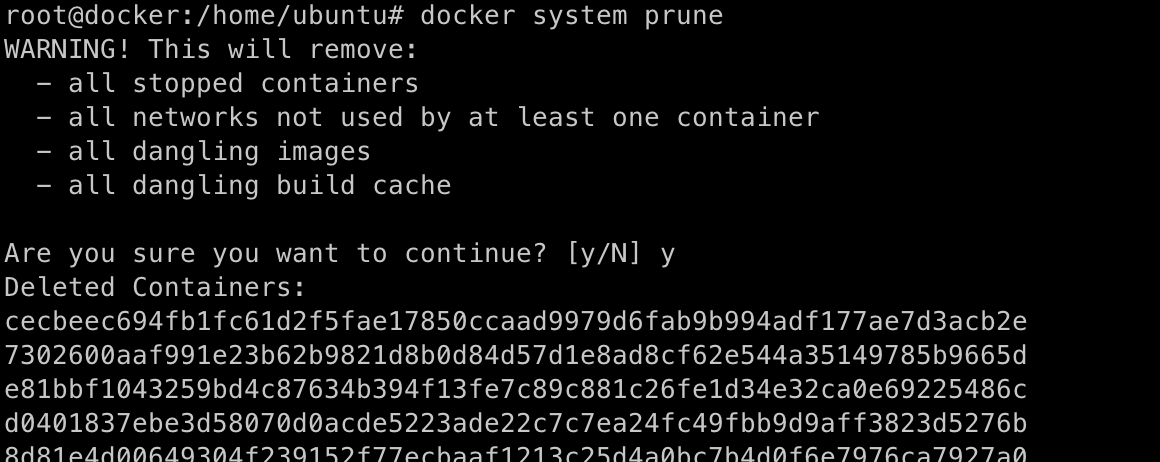 root@docker:/home/ubuntu# docker system prune
WARNING! This will remove:
  - all stopped containers
  - all networks not used by at least one container
  - all dangling images
  - all dangling build cache

Are you sure you want to continue? [y/N] y
Deleted Containers:
cecbeec694fb1fc61d2f5fae17850ccaad9979d6fab9b994adf177ae7d3acb2e
7302600aaf991e23b62b9821d8b0d84d57d1e8ad8cf62e544a35149785b9665d
e81bbf1043259bd4c87634b394f13fe7c89c881c26fe1d34e32ca0e69225486c
d0401837ebe3d58070d0acde5223ade22c7c7ea24fc49fbb9d9aff3823d5276b
8d81e4d00649304f239152f77ecbaaf1213c25d4a0bc7b4d0f6e7976ca7927a0